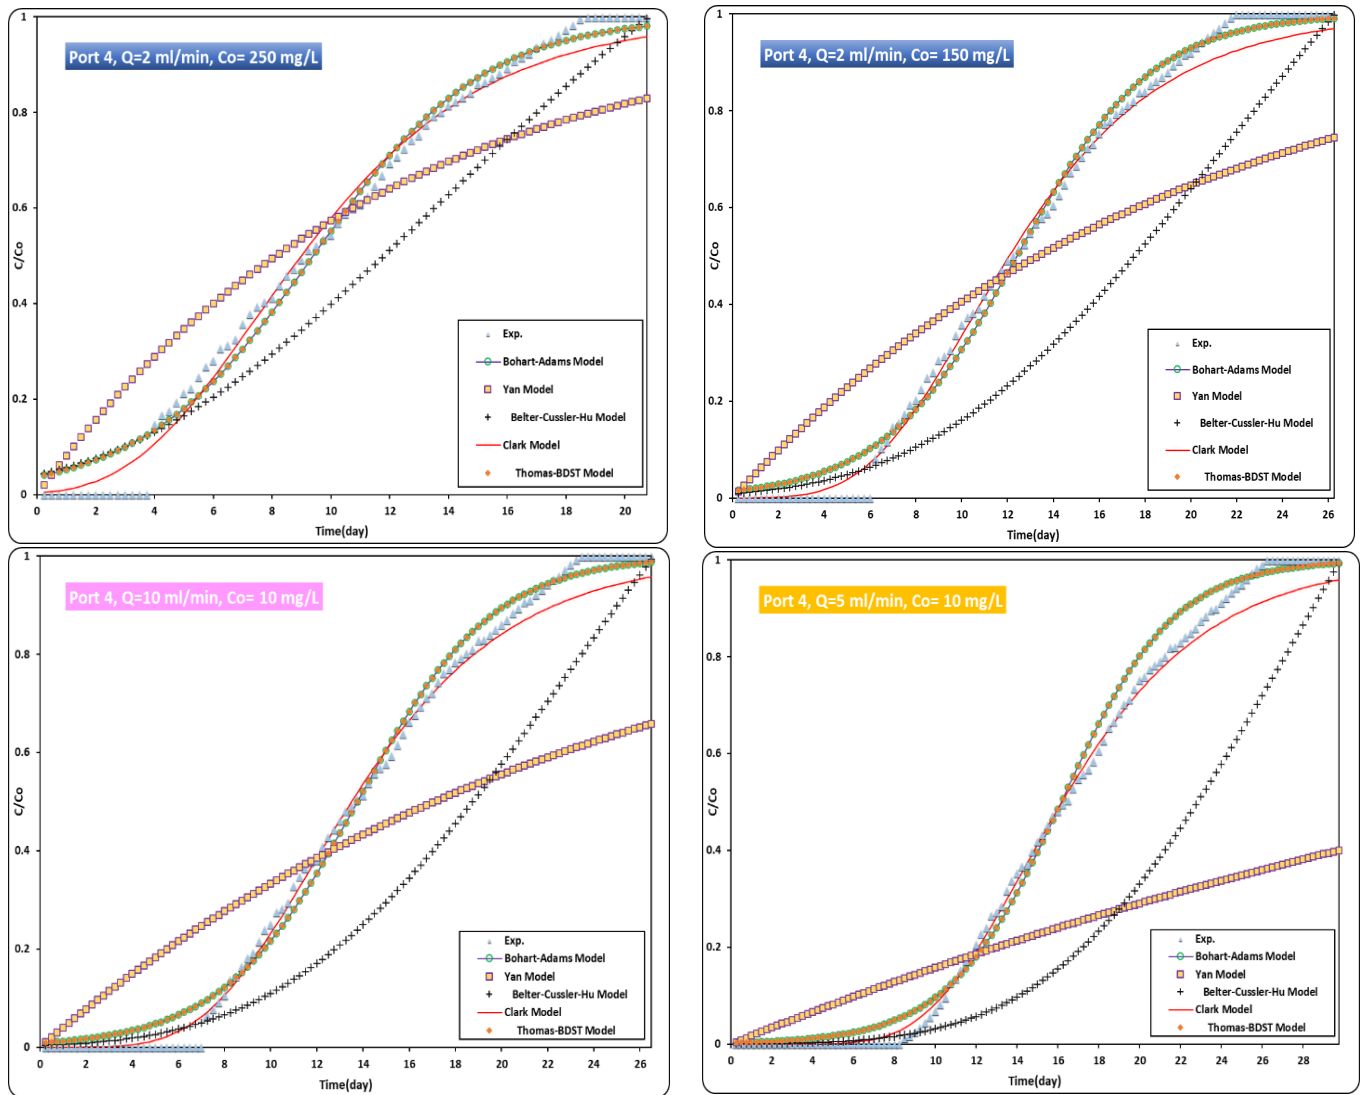 Port 4, Q=2 ml/min, Co= 250 mg/L
1
0.8
0.6
C/Co
0.4
0.2
0
Exp.
Bohart-Adams Model
Yan Model
Belter-Cussler-Hu Model
Clark Model
Thomas-BDST Model
0 2 4 6 8 10 12 14 16 18 20
Time(day)
Port 4, Q=2 ml/min, Co= 150 mg/L
1
0.8
0.6
C/Co
0.4
0.2
0
Exp.
Bohart-Adams Model
Yan Model
Belter-Cussler-Hu Model
Clark Model
Thomas-BDST Model
0 2 4 6 8 10 12 14 16 18 20 22 24 26
Time(day)
Port 4, Q=10 ml/min, Co= 10 mg/L
1
0.8
0.6
C/Co
0.4
0.2
0
Exp.
Bohart-Adams Model
Yan Model
Belter-Cussler-Hu Model
Clark Model
Thomas-BDST Model
0 2 4 6 8 10 12 14 16 18 20 22 24 26
Time(day)
Port 4, Q=5 ml/min, Co= 10 mg/L
1
0.8
0.6
C/Co
0.4
0.2
0
Exp.
Bohart-Adams Model
Yan Model
Belter-Cussler-Hu Model
Clark Model
Thomas-BDST Model
0 2 4 6 8 10 12 14 16 18 20 22 24 26 28
Time(day)